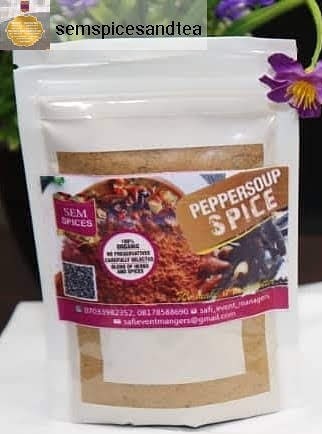 semspicesandtea
SEM
SPICES
PEPPERSOUP
SPICE
100%
ORGANIC
NO PRESERVATIVES
CAREFULLY SELECTED
BLEND OF HERBS
AND SPICES
07033982352, 08178588690 safi_event_managers
safieventmangers@gmail.com